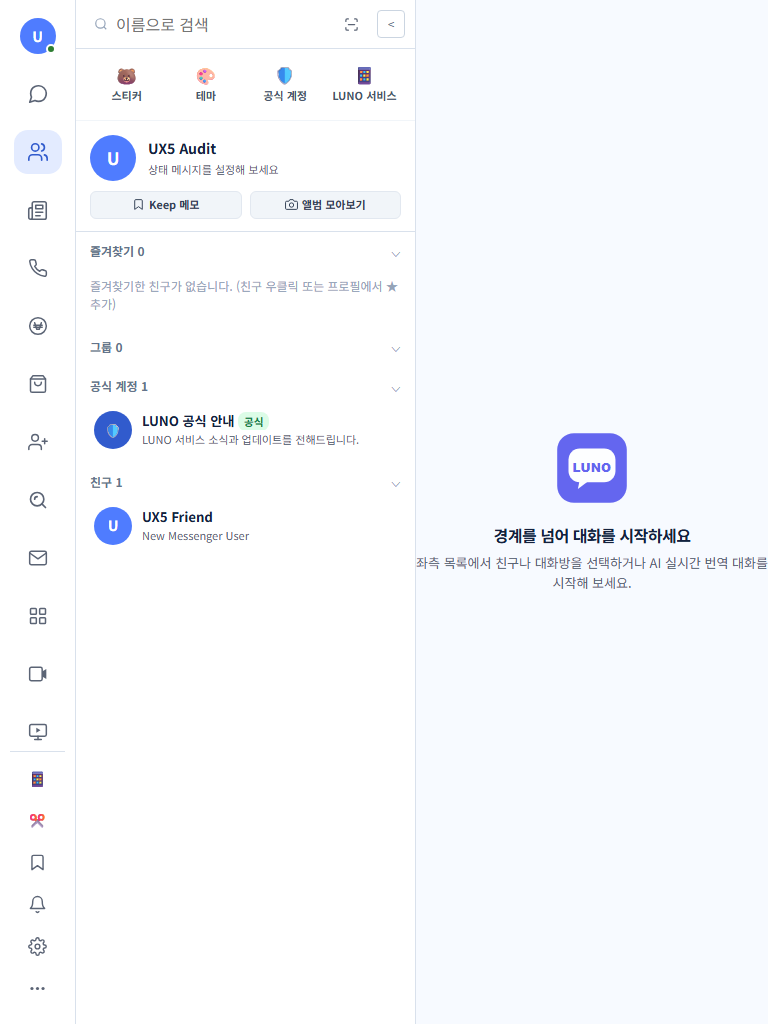 U
이름으로 검색
<
스티커
테마
공식 계정
LUNO 서비스
U
UX5 Audit
상태 메시지를 설정해 보세요
Keep 메모
앨범 모아보기
즐겨찾기 0
즐겨찾기한 친구가 없습니다. (친구 우클릭 또는 프로필에서 ★
추가)
그룹 0
공식 계정 1
LUNO 공식 안내 공식
LUNO 서비스 소식과 업데이트를 전해드립니다.
친구 1
U
UX5 Friend
New Messenger User
LUNO
경계를 넘어 대화를 시작하세요
좌측 목록에서 친구나 대화방을 선택하거나 AI 실시간 번역 대화를
시작해 보세요.